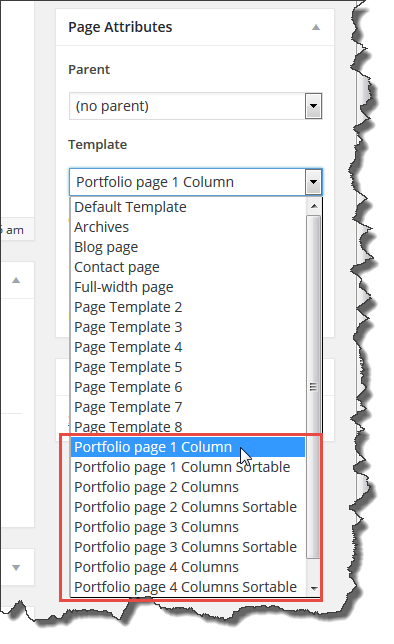 Page Attributes
Parent
(no parent)
Template
Portfolio page 1 Column
am
Default Template
Archives
Blog page
Contact page
Full-width page
Page Template 2
Page Template 3
Page Template 4
Page Template 5
Page Template 6
Page Template 7
Page Template 8
Portfolio page 1 Column
Portfolio page 1 Column Sortable
Portfolio page 2 Columns
Portfolio page 2 Columns Sortable
Portfolio page 3 Columns
Portfolio page 3 Columns Sortable
Portfolio page 4 Columns
Portfolio page 4 Columns Sortable